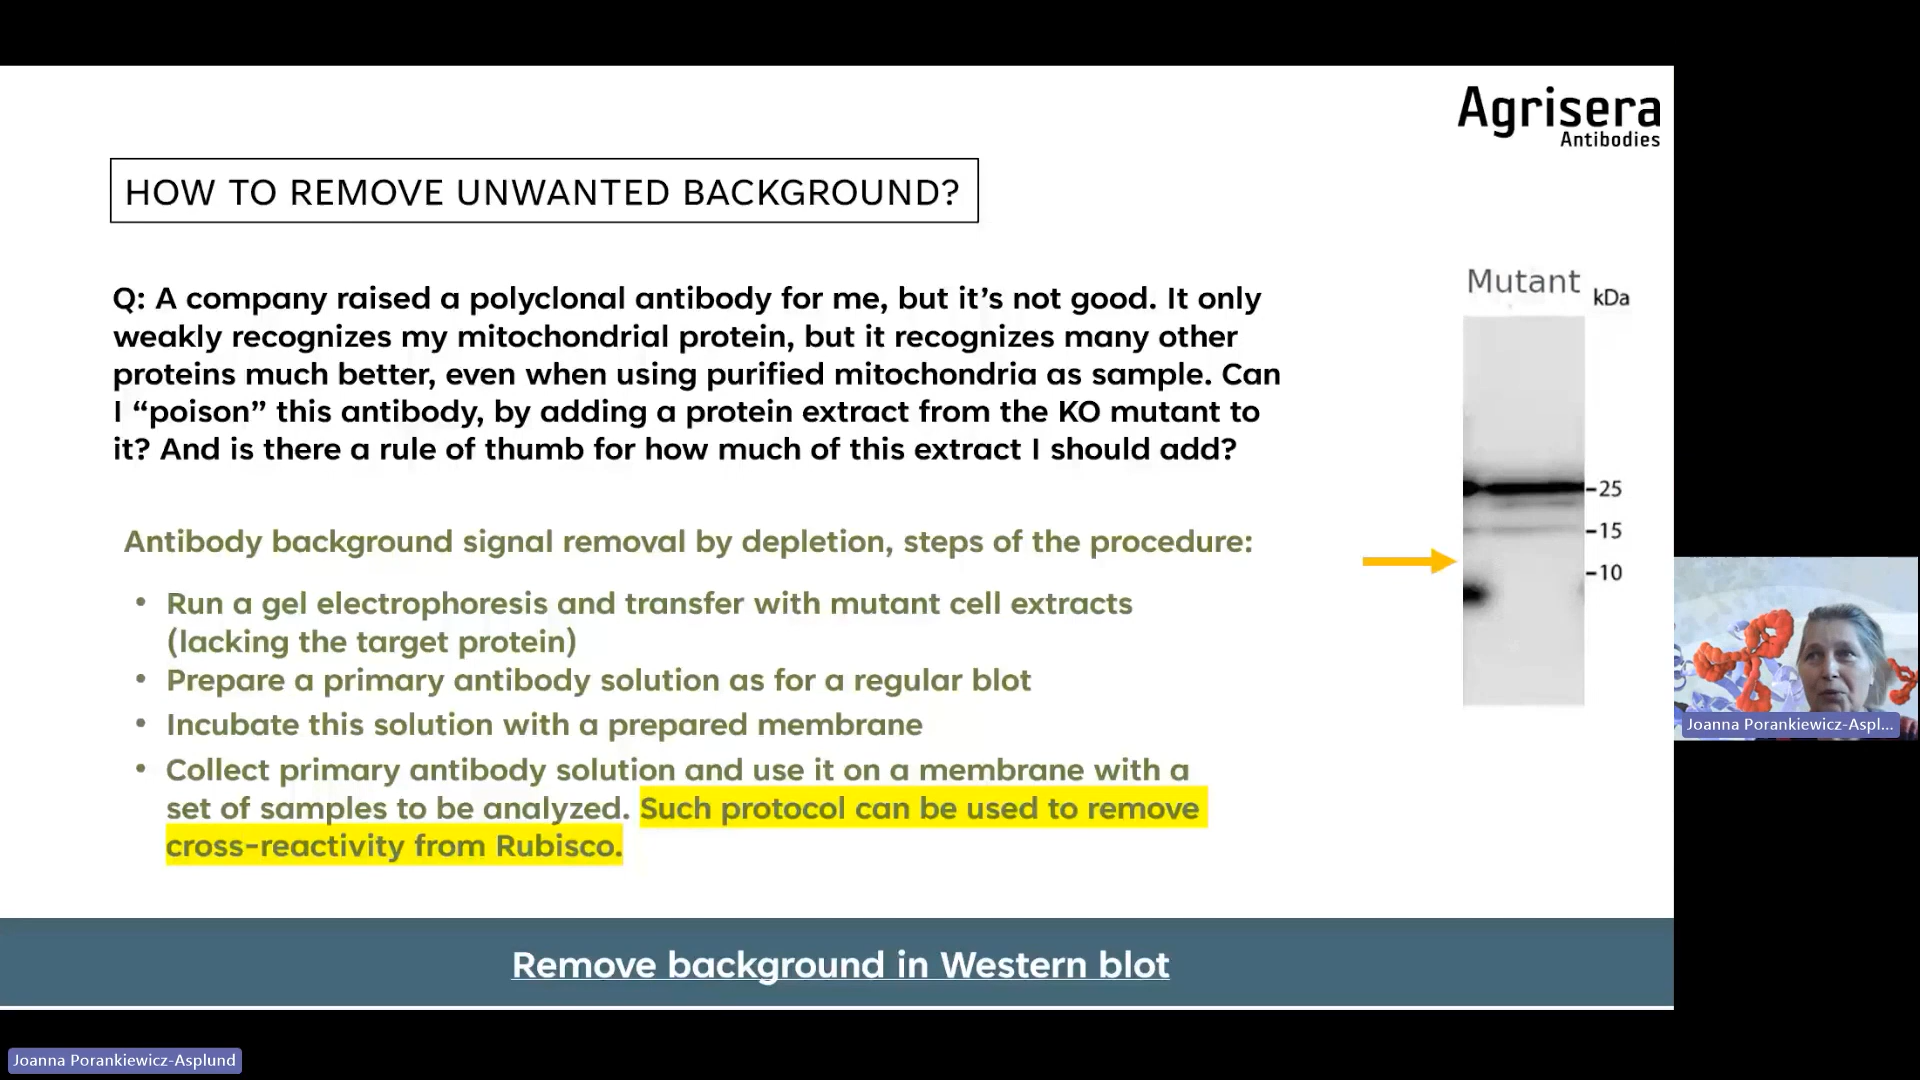 Agrisera
Antibodies
HOW TO REMOVE UNWANTED BACKGROUND?
Q: A company raised a polyclonal antibody for me, but it’s not good. It only
weakly recognizes my mitochondrial protein, but it recognizes many other
proteins much better, even when using purified mitochondria as sample. Can
I “poison” this antibody, by adding a protein extract from the KO mutant to
it? And is there a rule of thumb for how much of this extract I should add?
Mutant
kDa
-25
-15
-10
Antibody background signal removal by depletion, steps of the procedure:
• Run a gel electrophoresis and transfer with mutant cell extracts
(lacking the target protein)
• Prepare a primary antibody solution as for a regular blot
• Incubate this solution with a prepared membrane
• Collect primary antibody solution and use it on a membrane with a
set of samples to be analyzed. Such protocol can be used to remove
cross-reactivity from Rubisco.
Joanna Porankiewicz-Aspl...
Remove background in Western blot
Joanna Porankiewicz-Asplund